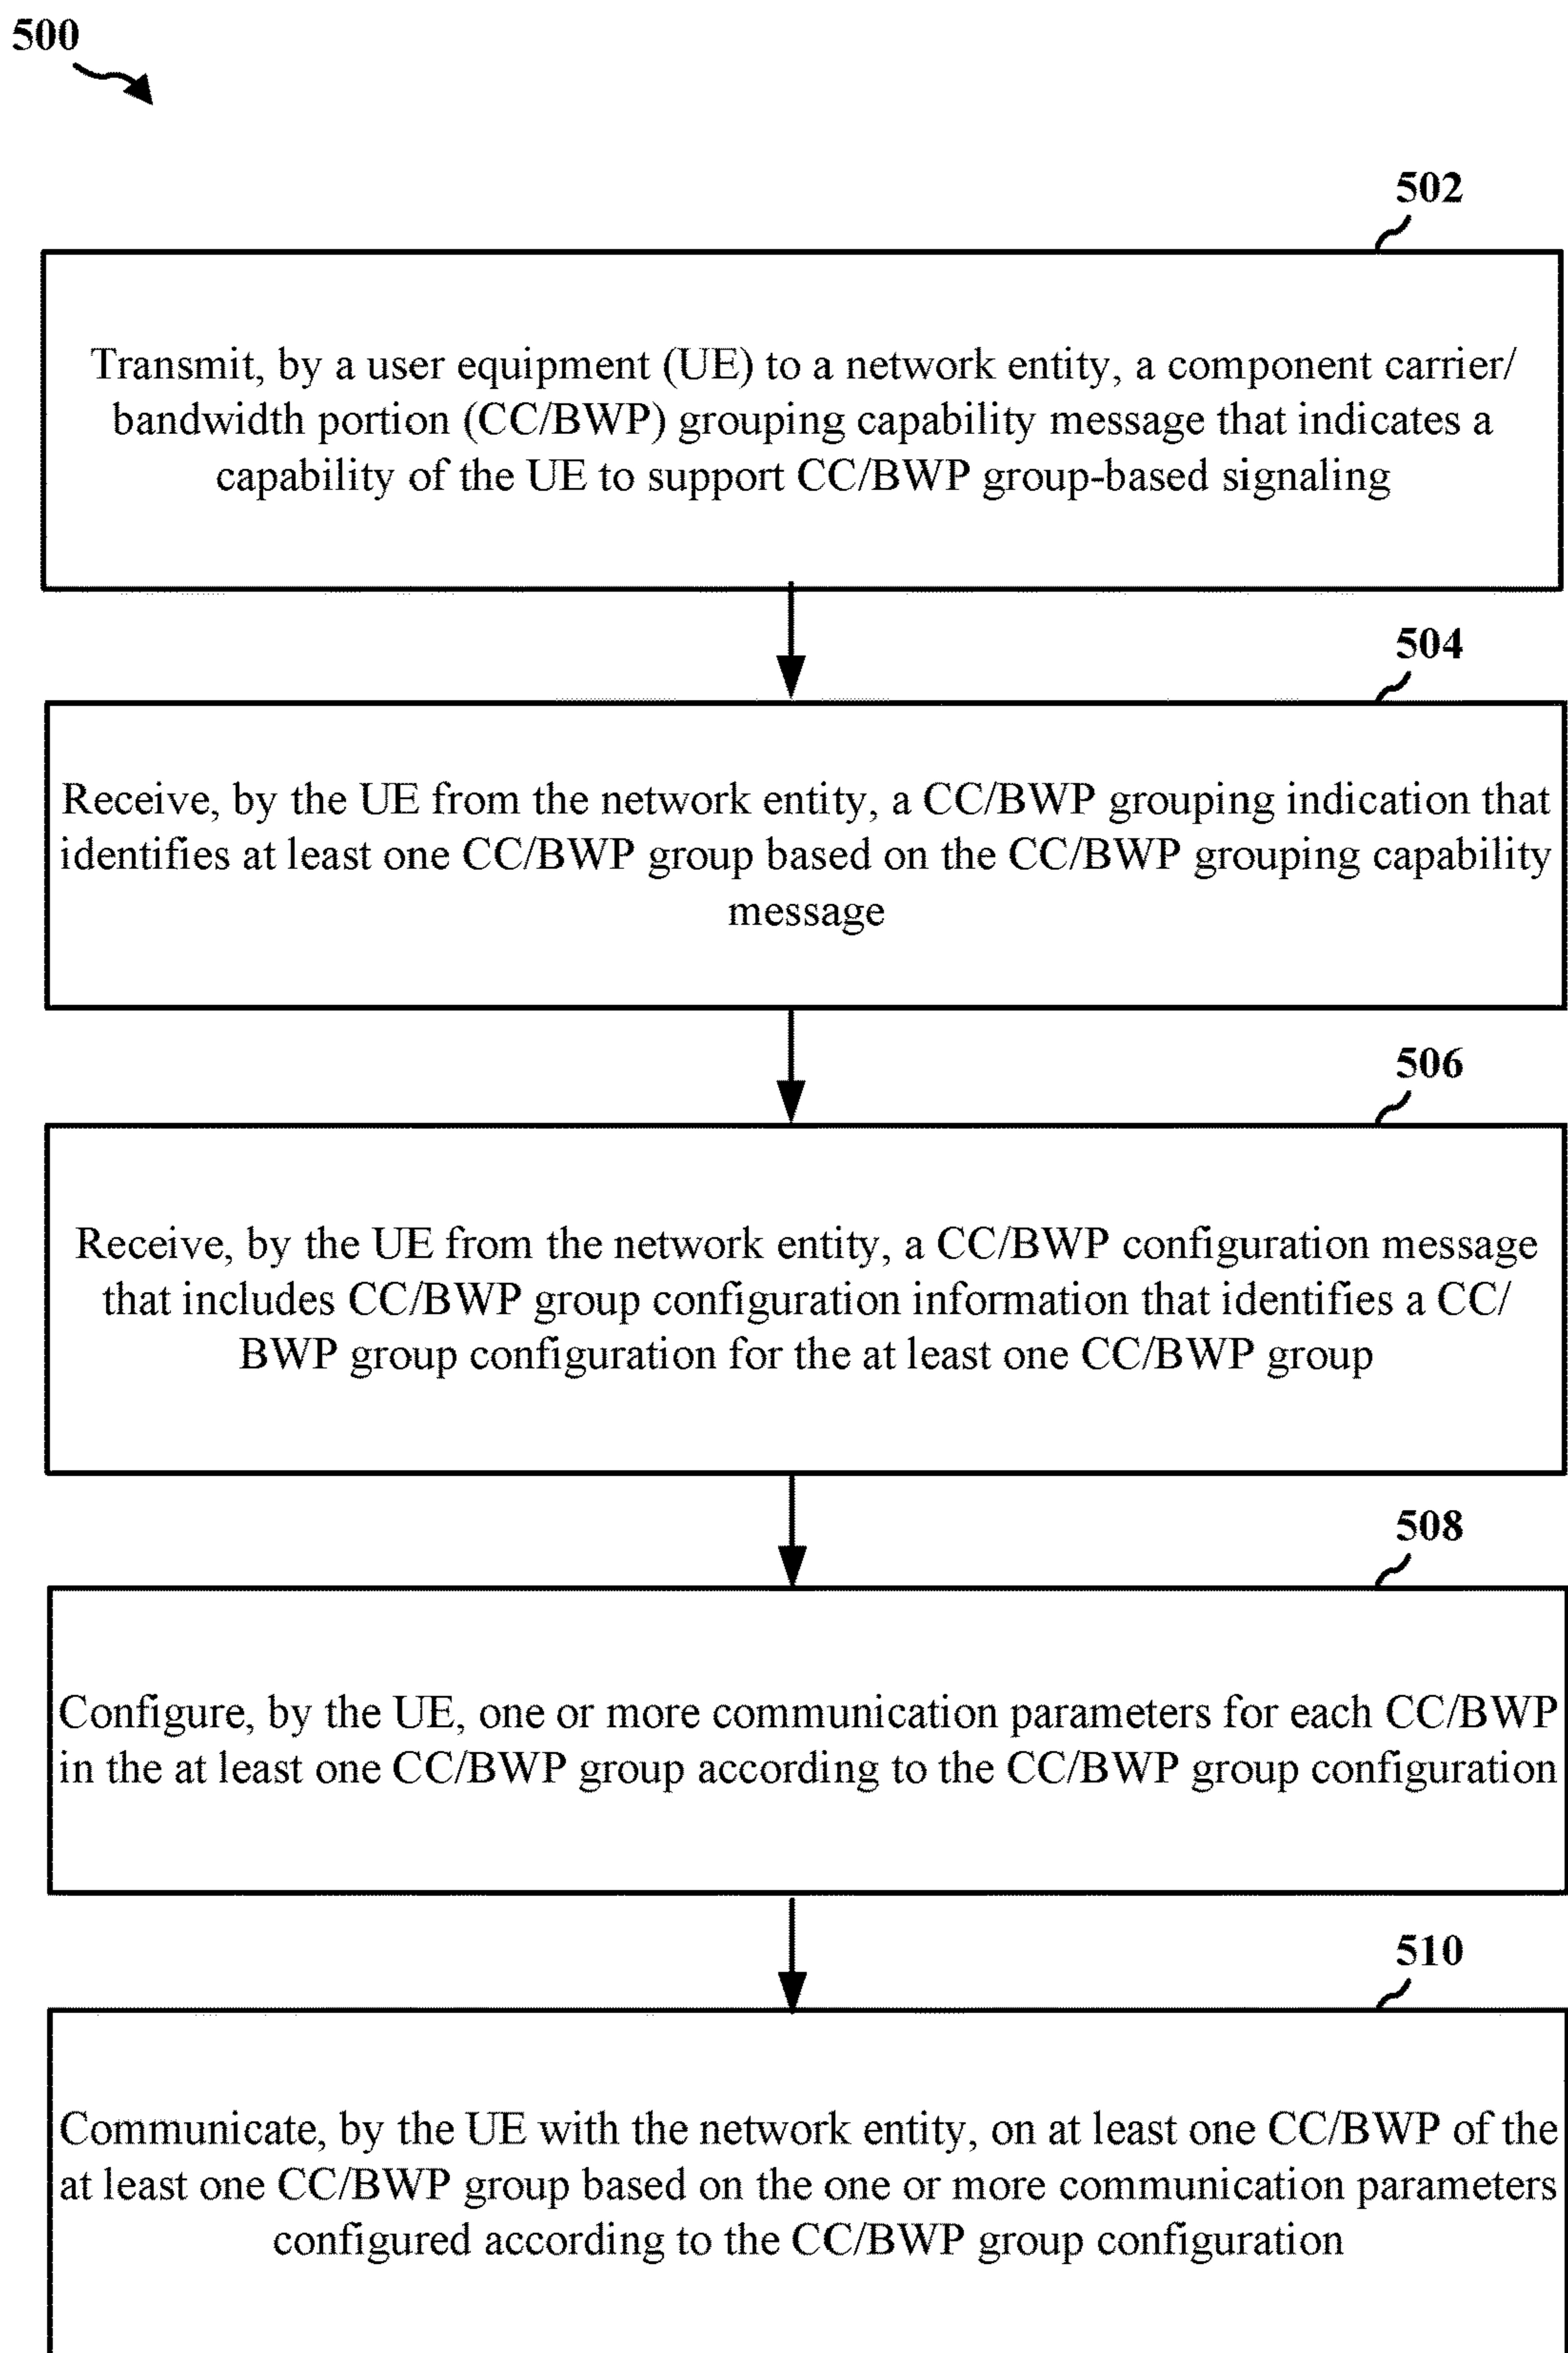 500
502
Transmit, by a user equipment (UE) to a network entity, a component carrier/
bandwidth portion (CC/BWP) grouping capability message that indicates a
capability of the UE to support CC/BWP group-based signaling
504
Receive, by the UE from the network entity, a CC/BWP grouping indication that
identifies at least one CC/BWP group based on the CC/BWP grouping capability
message
506
Receive, by the UE from the network entity, a CC/BWP configuration message
that includes CC/BWP group configuration information that identifies a CC/
BWP group configuration for the at least one CC/BWP group
508
Configure, by the UE, one or more communication parameters for each CC/BWP
in the at least one CC/BWP group according to the CC/BWP group configuration
510
Communicate, by the UE with the network entity, on at least one CC/BWP of the
at least one CC/BWP group based on the one or more communication parameters
configured according to the CC/BWP group configuration